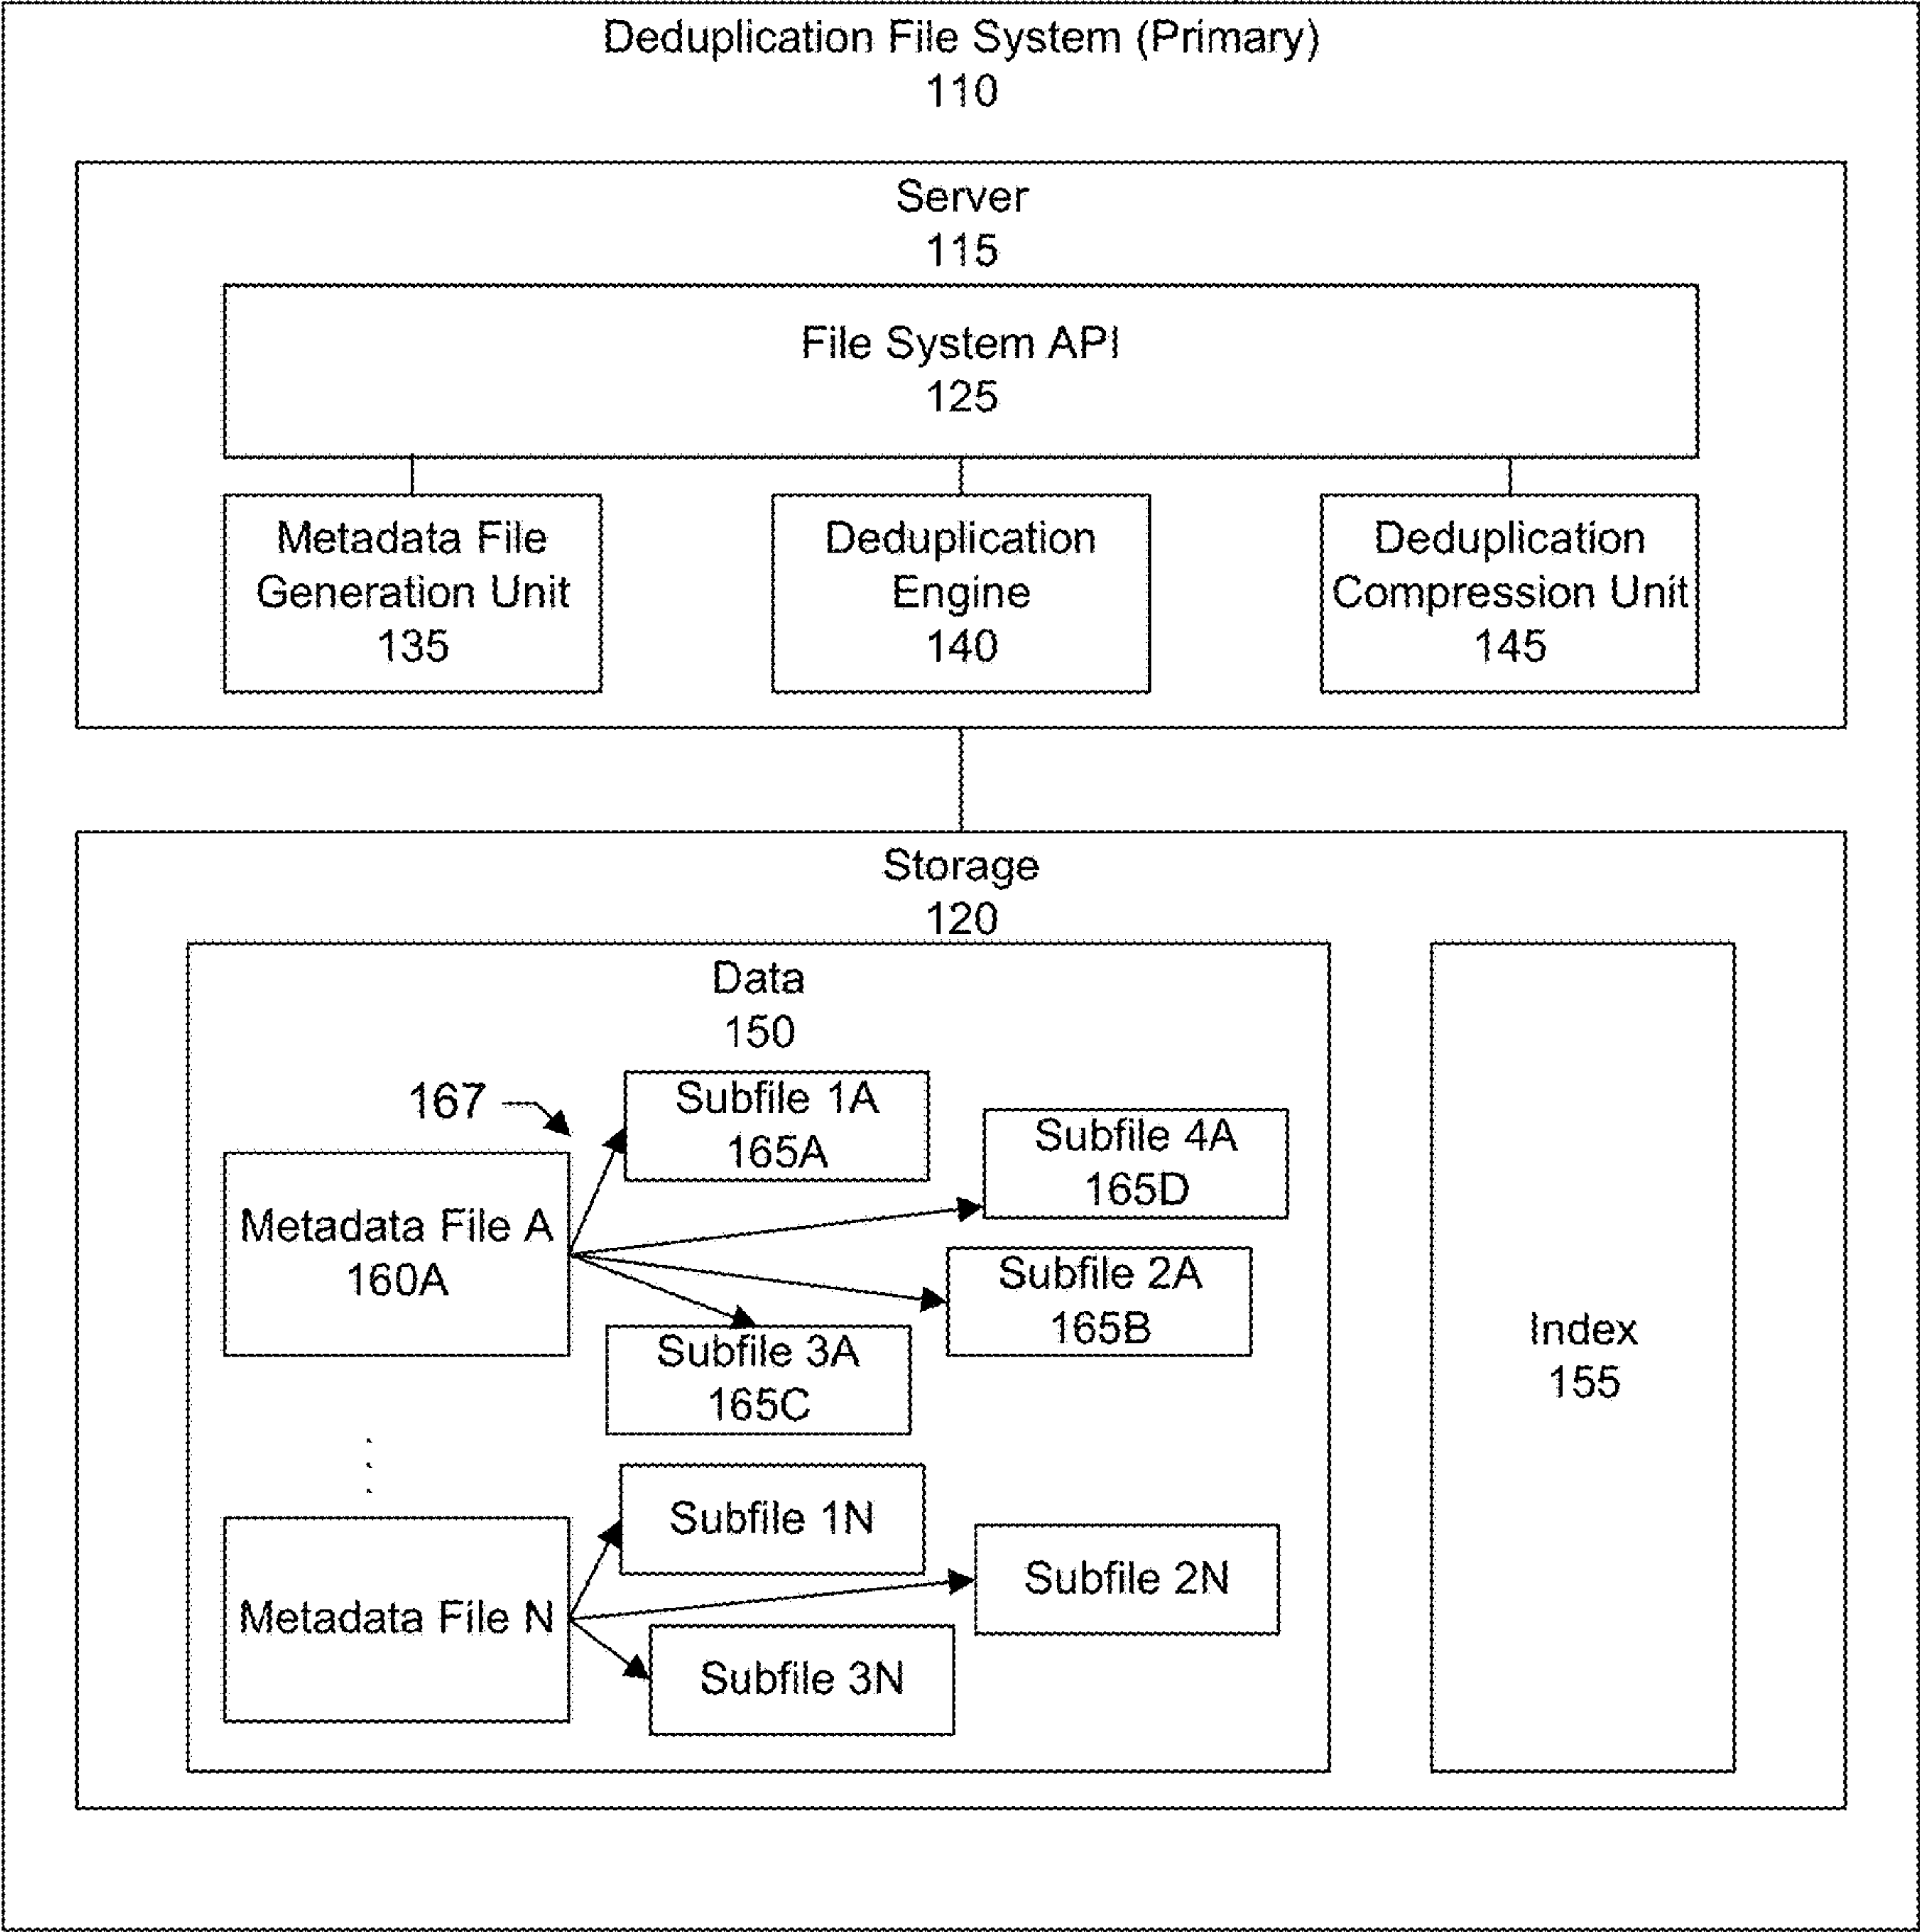 Deduplication File System (Primary)
110
Server
115
File System API
125
Metadata File
Generation Unit
135
Deduplication
Engine
140
Deduplication
Compression Unit
145
Storage
120
Data
150
167
Subfile 1A
165A
Subfile 4A
165D
Metadata File A
160A
Subfile 2A
165B
Subfile 3A
165C
Index
155
Subfile 1N
Subfile 2N
Metadata File N
Subfile 3N